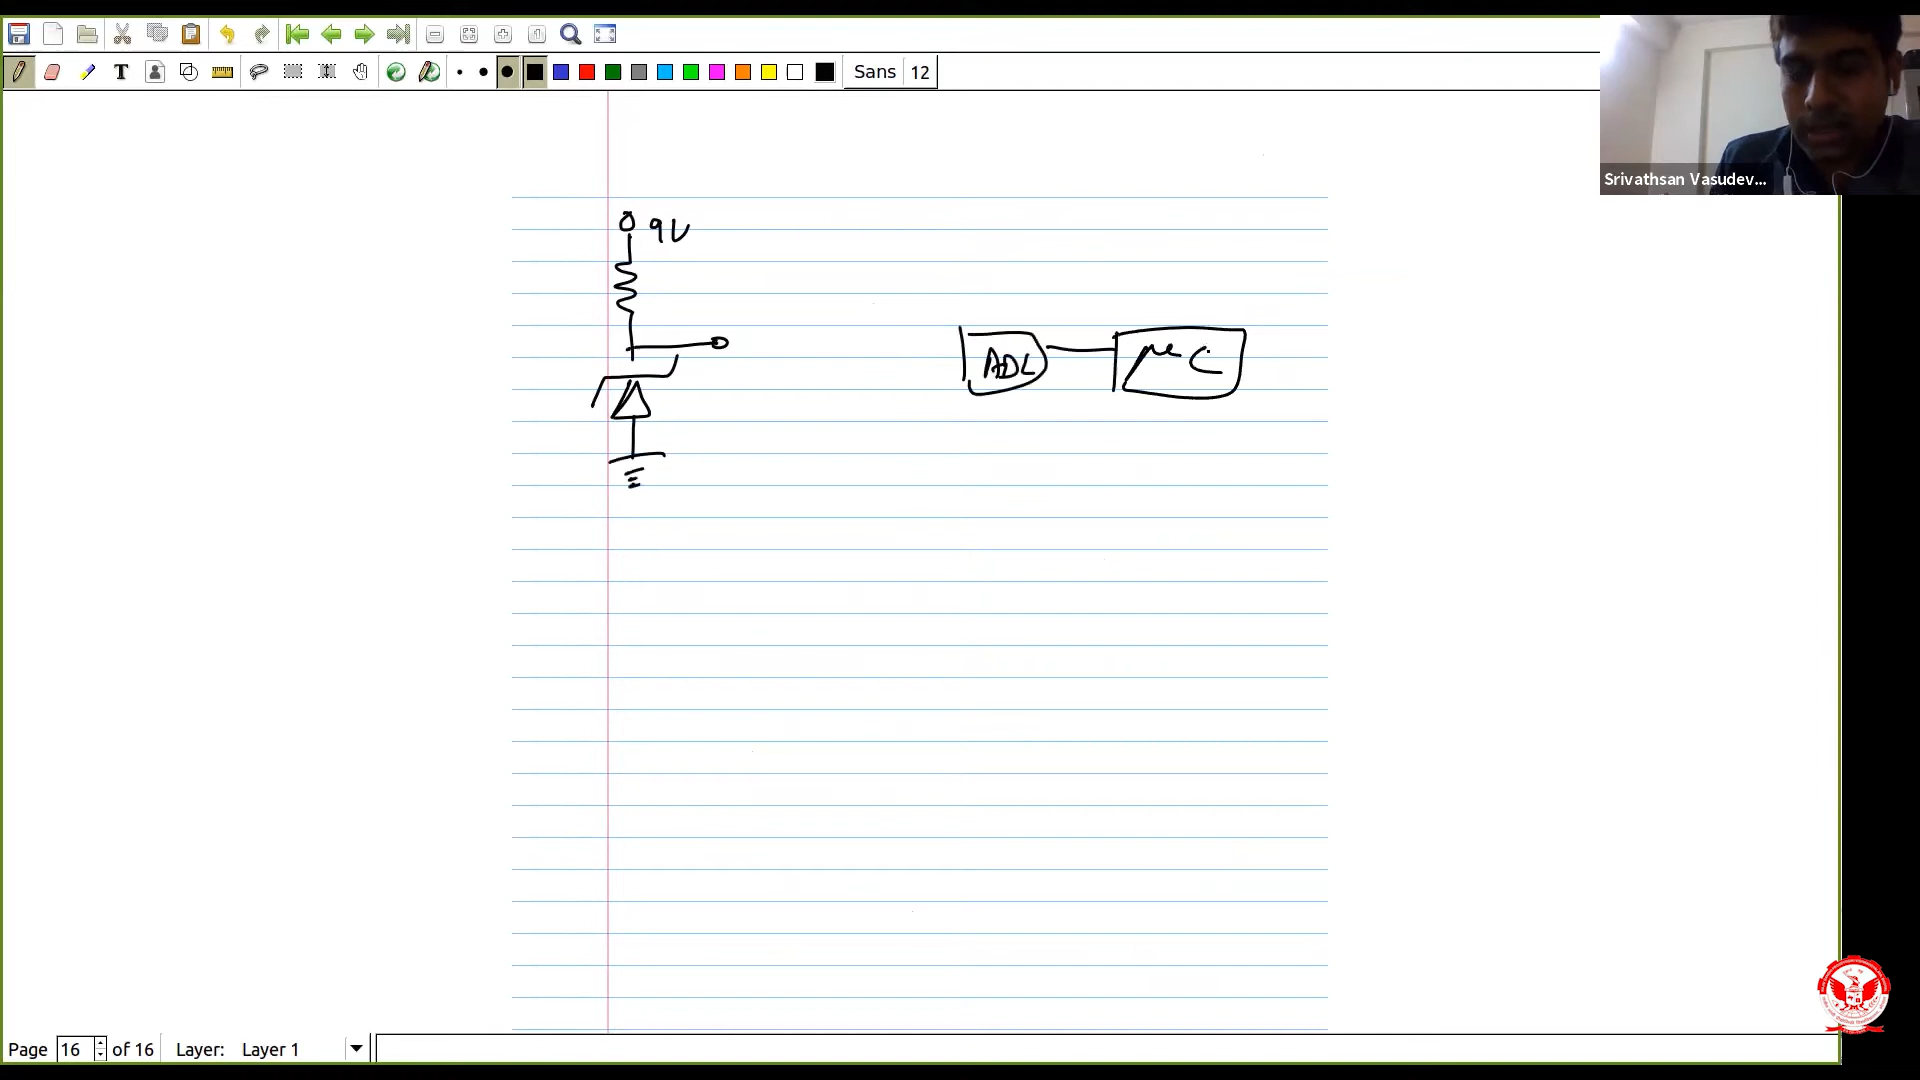 Sans 12
Srivathsan Vasudev...
9V
ADC
μC
Page 16 of 16 Layer: Layer 1